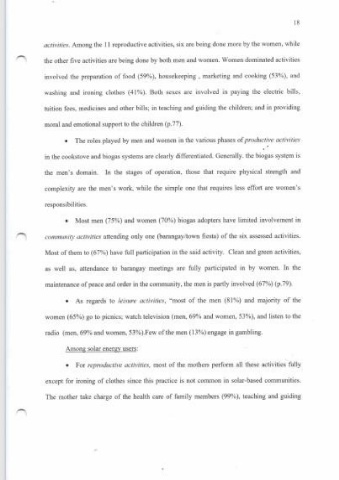 18
activities. Among the 11 reproductive activities, six are being done more by the women, while
the other five activities are being done by both men and women. Women dominated activities
involved the preparation of food (59%), housekeeping , marketing and cooking (53%), and
washing and ironing clothes (41%). Both sexes are involved in paying the electric bills,
tuition fees, medicines and other bills; in teaching and guiding the children; and in providing
moral and emotional support to the children (p.77).
• The roles played by men and women in the various phases of productive activities
in the cookstove and biogas systems are clearly differentiated. Generally, the biogas system is
the men's domain. In the stages of operation, those that require physical strength and
complexity are the men's work, while the simple one that requires less effort are women's
responsibilities.
• Most men (75%) and women (70%) biogas adopters have limited involvement in
community activities attending only one (barangay/town fiesta) of the six assessed activities.
Most of them to (67%) have full participation in the said activity. Clean and green activities,
as well as, attendance to barangay meetings are fully participated in by women. In the
maintenance of peace and order in the community, the men is partly involved (67%) (p.79).
• As regards to leisure activities, "most of the men (81%) and majority of the
women (65%) go to picnics; watch television (men, 69% and women, 53%), and listen to the
radio (men, 69% and women, 55%).Few of the men (13%) engage in gambling.
Among solar energy users:
• For reproductive activities, most of the mothers perform all these activities fully
except for ironing of clothes since this practice is not common in solar-based communities.
The mother take charge of the health care of family members (99%), teaching and guiding